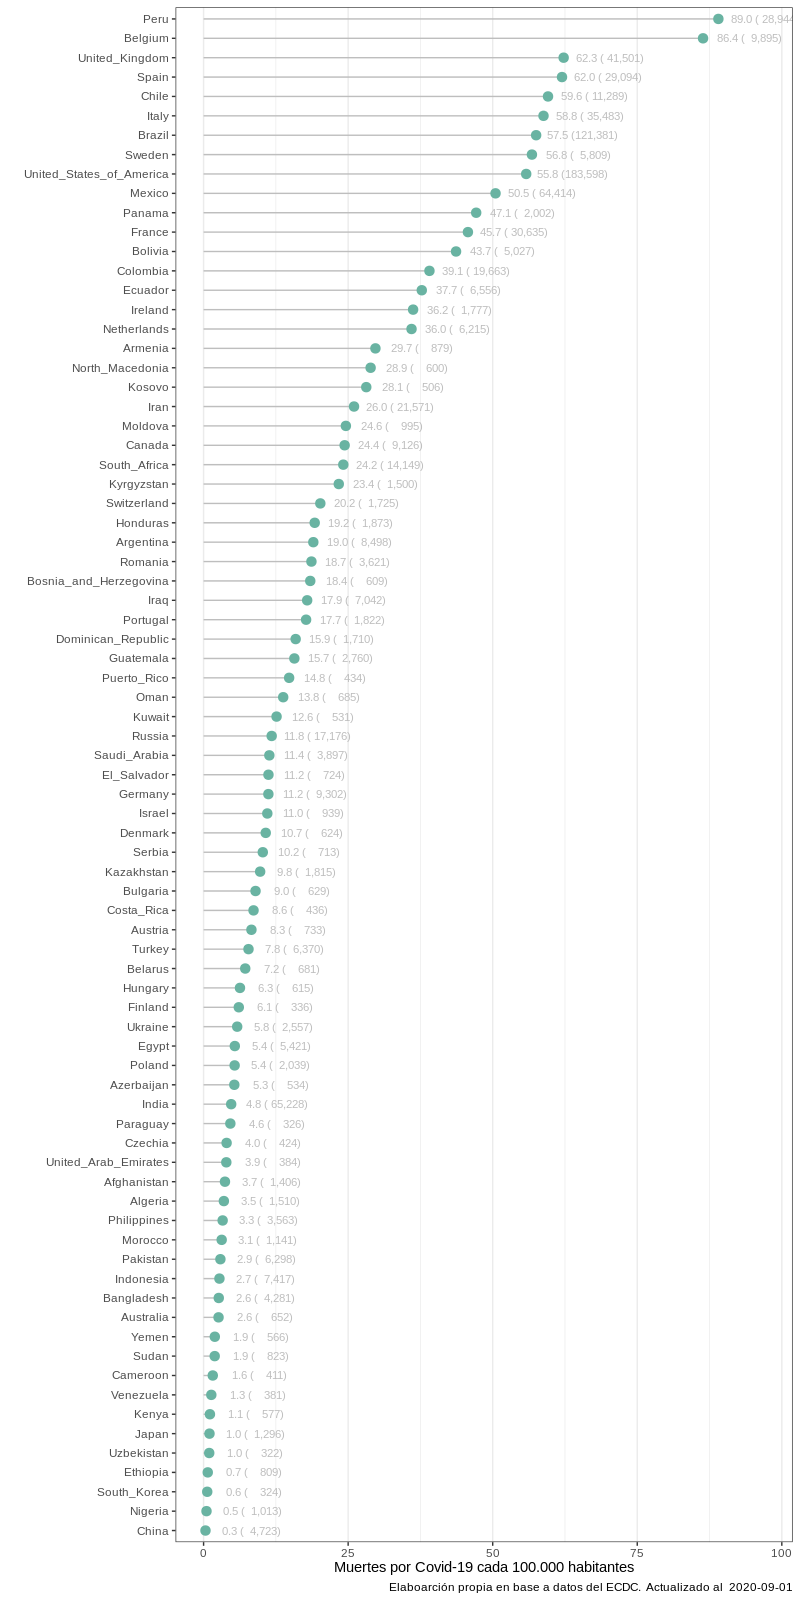 Peru 89.0 ( 28,944
Belgium 86.4 ( 9,895)
United_Kingdom 62.3 ( 41,501)
Spain 62.0 ( 29,094)
Chile 59.6 ( 11,289)
Italy 58.8 ( 35,483)
Brazil 57.5 (121,381)
Sweden 56.8 ( 5,809)
United_States_of_America 55.8 (183,598)
Mexico 50.5 ( 64,414)
Panama 47.1 ( 2,002)
France 45.7 ( 30,635)
Bolivia 43.7 ( 5,027)
Colombia 39.1 ( 19,663)
Ecuador 37.7 ( 6,556)
Ireland 36.2 ( 1,777)
Netherlands 36.0 ( 6,215)
Armenia 29.7 ( 879)
North_Macedonia 28.9 ( 600)
Kosovo 28.1 ( 506)
Iran 26.0 ( 21,571)
Moldova 24.6 ( 995)
Canada 24.4 ( 9,126)
South_Africa 24.2 ( 14,149)
Kyrgyzstan 23.4 ( 1,500)
Switzerland 20.2 ( 1,725)
Honduras 19.2 ( 1,873)
Argentina 19.0 ( 8,498)
Romania 18.7 ( 3,621)
Bosnia_and_Herzegovina 18.4 ( 609)
Iraq 17.9 ( 7,042)
Portugal 17.7 ( 1,822)
Dominican_Republic 15.9 ( 1,710)
Guatemala 15.7 ( 2,760)
Puerto_Rico 14.8 ( 434)
Oman 13.8 ( 685)
Kuwait 12.6 ( 531)
Russia 11.8 ( 17,176)
Saudi_Arabia 11.4 ( 3,897)
El_Salvador 11.2 ( 724)
Germany 11.2 ( 9,302)
Israel 11.0 ( 939)
Denmark 10.7 ( 624)
Serbia 10.2 ( 713)
Kazakhstan 9.8 ( 1,815)
Bulgaria 9.0 ( 629)
Costa_Rica 8.6 ( 436)
Austria 8.3 ( 733)
Turkey 7.8 ( 6,370)
Belarus 7.2 ( 681)
Hungary 6.3 ( 615)
Finland 6.1 ( 336)
Ukraine 5.8 ( 2,557)
Egypt 5.4 ( 5,421)
Poland 5.4 ( 2,039)
Azerbaijan 5.3 ( 534)
India 4.8 ( 65,228)
Paraguay 4.6 ( 326)
Czechia 4.0 ( 424)
United_Arab_Emirates 3.9 ( 384)
Afghanistan 3.7 ( 1,406)
Algeria 3.5 ( 1,510)
Philippines 3.3 ( 3,563)
Morocco 3.1 ( 1,141)
Pakistan 2.9 ( 6,298)
Indonesia 2.7 ( 7,417)
Bangladesh 2.6 ( 4,281)
Australia 2.6 ( 652)
Yemen 1.9 ( 566)
Sudan 1.9 ( 823)
Cameroon 1.6 ( 411)
Venezuela 1.3 ( 381)
Kenya 1.1 ( 577)
Japan 1.0 ( 1,296)
Uzbekistan 1.0 ( 322)
Ethiopia 0.7 ( 809)
South_Korea 0.6 ( 324)
Nigeria 0.5 ( 1,013)
China 0.3 ( 4,723)
0 25 50 75 100
Muertes por Covid-19 cada 100.000 habitantes
Elaboarción propia en base a datos del ECDC. Actualizado al 2020-09-01